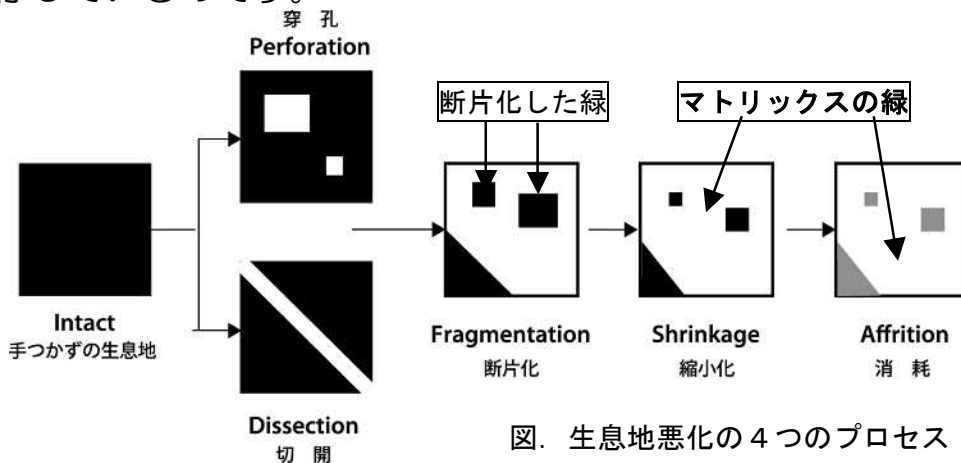 穿 孔
Perforation
断片化した緑
マトリックスの緑
Intact
手つかずの生息地
Fragmentation
断片化
Shrinkage
縮小化
Affrition
消 耗
Dissection
切 開
図. 生息地悪化の４つのプロセス